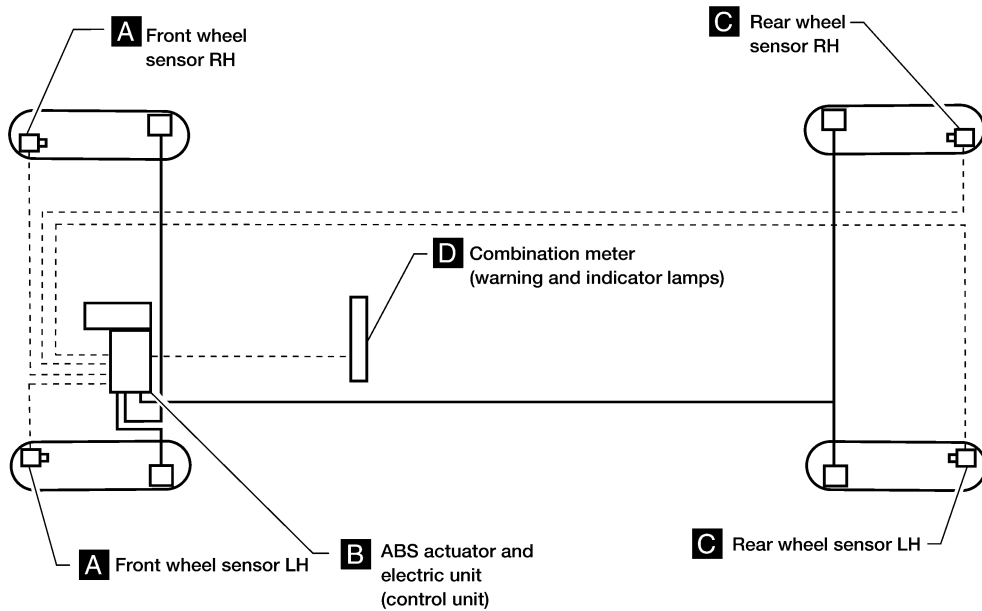 A Front wheel
sensor RH
C Rear wheel
sensor RH
D Combination meter
(warning and indicator lamps)
A Front wheel sensor LH
B ABS actuator and
electric unit
(control unit)
C Rear wheel sensor LH